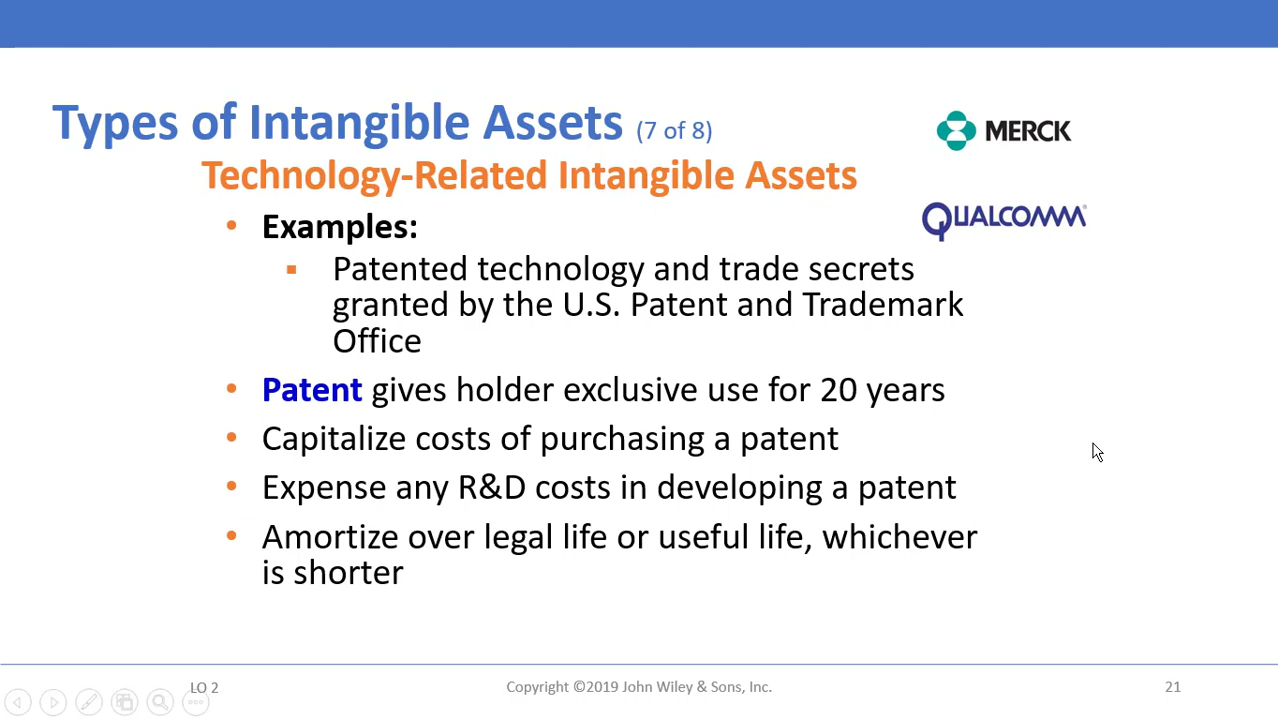 Types of Intangible Assets (7 of 8)
MERCK
Technology-Related Intangible Assets
QUALCOMM®
• Examples:
▪ Patented technology and trade secrets
granted by the U.S. Patent and Trademark
Office
• Patent gives holder exclusive use for 20 years
• Capitalize costs of purchasing a patent
• Expense any R&D costs in developing a patent
• Amortize over legal life or useful life, whichever
is shorter
LO 2
Copyright ©2019 John Wiley & Sons, Inc.
21